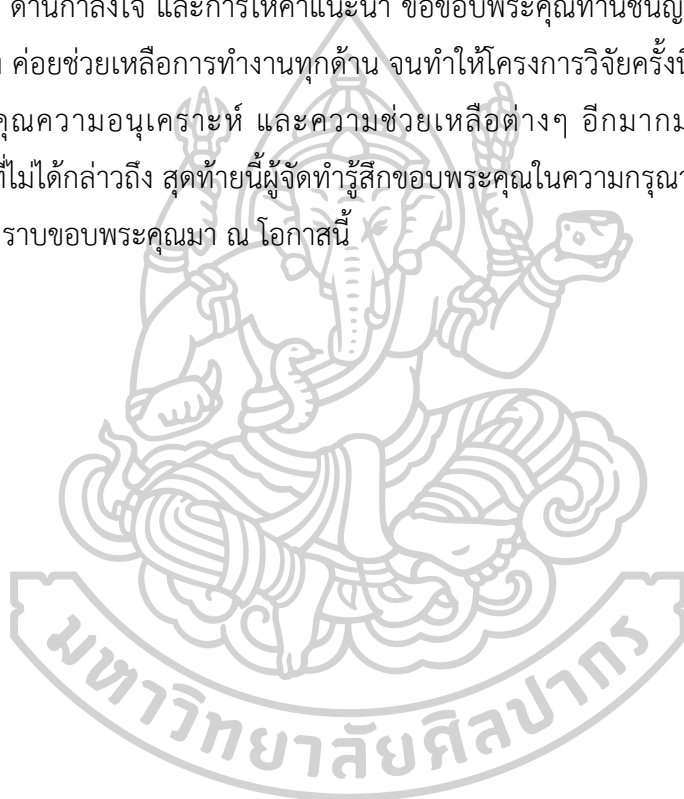 ด้านกำลังใจ และการให้คำแนะนำ ขอขอบพระคุณท่านชนัญ
ค่อยช่วยเหลือการทำงานทุกด้าน จนทำให้โครงการวิจัยครั้งนี้
คุณความอนุเคราะห์ และความช่วยเหลือต่างๆ อีกมากม
ที่ไม่ได้กล่าวถึง สุดท้ายนี้ผู้จัดทำรู้สึกขอบพระคุณในความกรุณา
ราบขอบพระคุณมา ณ โอกาสนี้
มหาวิทยาลัยศิลปากร